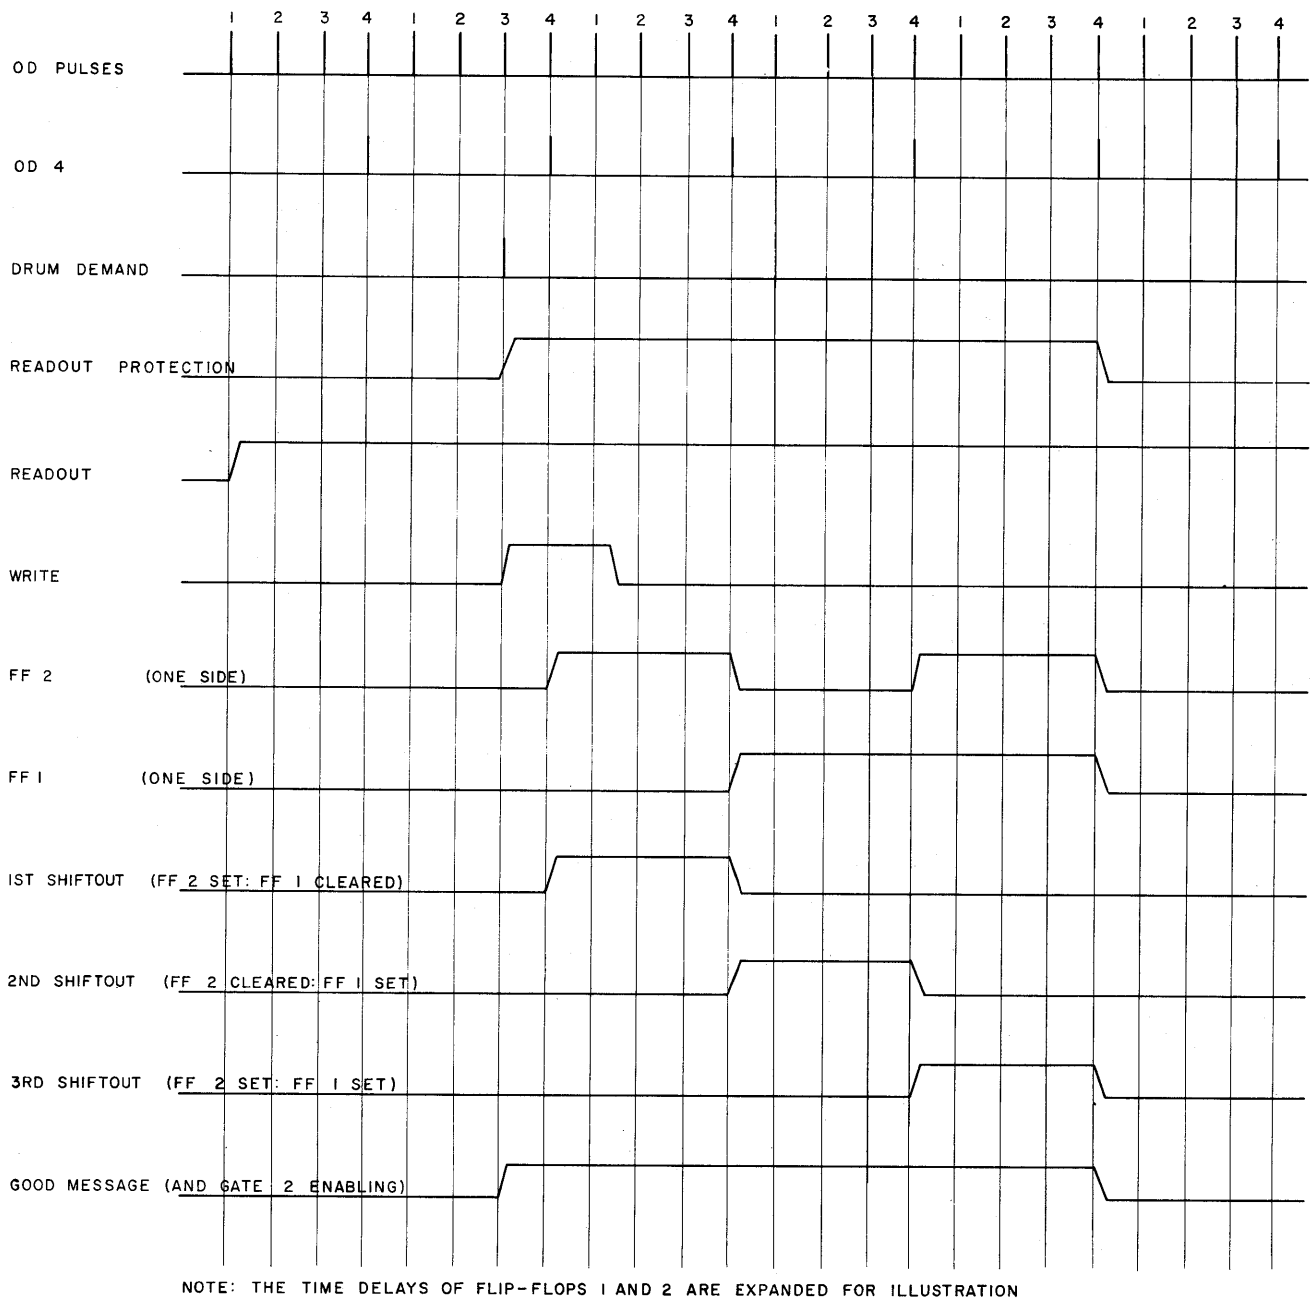 1 2 3 4 1 2 3 4 1 2 3 4 1 2 3 4 1 2 3 4 1 2 3 4
OD PULSES
OD 4
DRUM DEMAND
READOUT PROTECTION
READOUT
WRITE
FF 2 (ONE SIDE)
FF 1 (ONE SIDE)
1ST SHIFTOUT (FF 2 SET: FF 1 CLEARED)
2ND SHIFTOUT (FF 2 CLEARED: FF 1 SET)
3RD SHIFTOUT (FF 2 SET: FF 1 SET)
GOOD MESSAGE (AND GATE 2 ENABLING)
NOTE: THE TIME DELAYS OF FLIP-FLOPS 1 AND 2 ARE EXPANDED FOR ILLUSTRATION